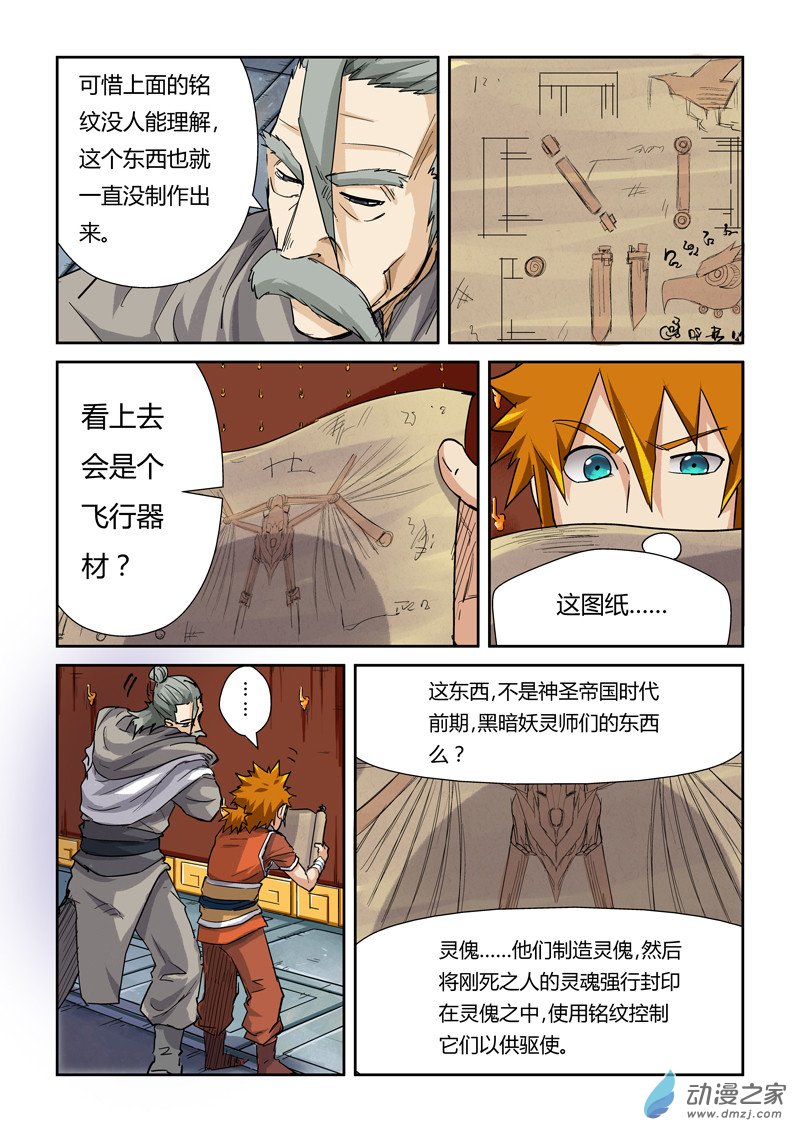 可惜上面的铭
纹没人能理解，
这个东西也就
一直没制作出
来。
看上去
会是个
飞行器
材？
这图纸……
……
这东西，不是神圣帝国时代
前期，黑暗妖灵师们的东西
么？
灵傀……他们制造灵傀，然后
将刚死之人的灵魂强行封印
在灵傀之中，使用铭纹控制
它们以供驱使。
动漫之家
www.dmzj.com